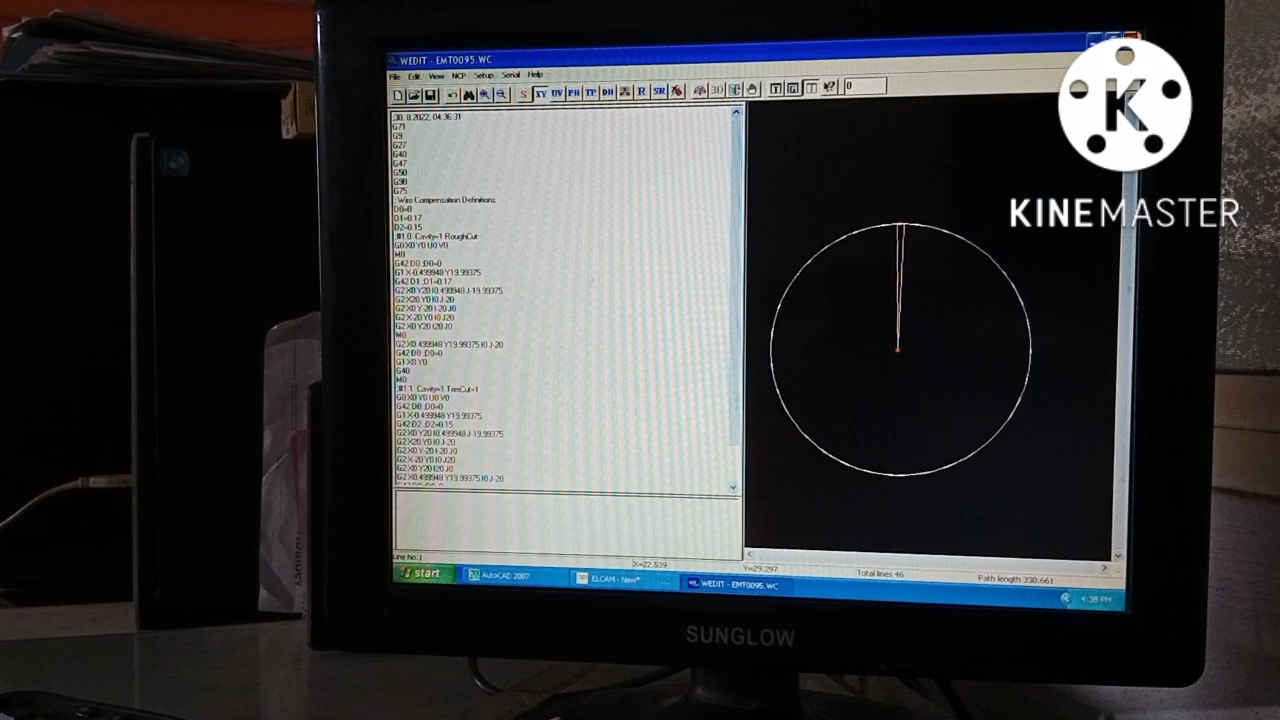 WEDIT - EMT0095.WC
File Edit View NCP Setup Serial Help
S XY UV PH TP DH R SR 3D 0
;30. 8.2022, 04:36:31
G71
G9
G27
G40
G47
G50
G90
G75
; Wire Compensation Definitions
D0=0
D1=0.17
D2=0.15
;#1.0 Cavity=1 RoughCut
G0 X0 Y0 U0 V0
M0
G42 D0 ;D0=0
G1 X-0.499948 Y19.99375
G42 D1 ;D1=0.17
G2 X0 Y20 I0.499948 J-19.99375
G2 X20 Y0 I0 J-20
G2 X0 Y-20 I-20 J0
G2 X-20 Y0 I0 J20
G2 X0 Y20 I20 J0
M0
G2 X0.499948 Y19.99375 I0 J-20
G42 D0 ;D0=0
G1 X0 Y0
G40
M0
;#1.1 Cavity=1 TrimCut=1
G0 X0 Y0 U0 V0
G42 D0 ;D0=0
G1 X-0.499948 Y19.99375
G42 D2 ;D2=0.15
G2 X0 Y20 I0.499948 J-19.99375
G2 X20 Y0 I0 J-20
G2 X0 Y-20 I-20 J0
G2 X-20 Y0 I0 J20
G2 X0 Y20 I20 J0
G2 X0.499948 Y19.99375 I0 J-20
Line No.1 X=22.539 Y=29.297 Total lines 46 Path length 330.661
start AutoCAD 2007 ELCAM - New* WEDIT - EMT0095.WC 4:38 PM
SUNGLOW
K
KINEMASTER